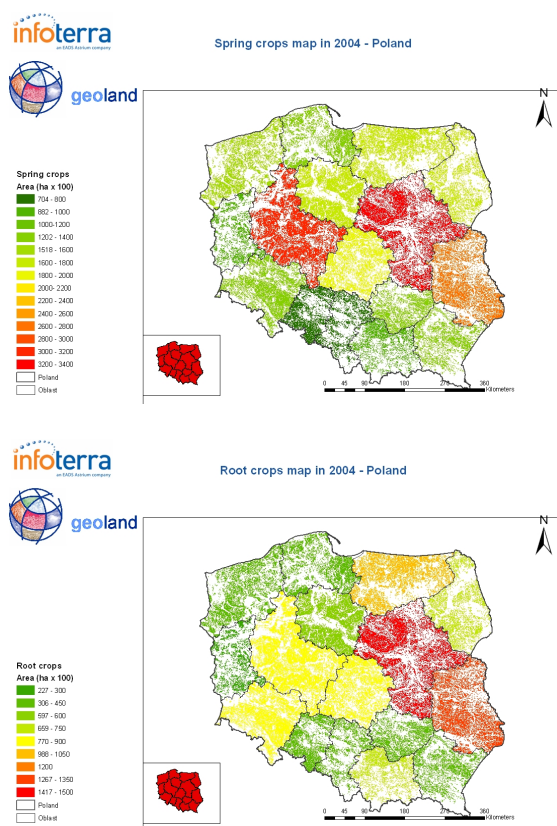 infoterra
an EADS Astrium company
Spring crops map in 2004 - Poland
geoland
N
Spring crops
Area (ha x 100)
704 - 800
882 - 1000
1000-1200
1202 - 1400
1518 - 1600
1600 - 1800
1800 - 2000
2000- 2200
2200 - 2400
2400 - 2600
2600 - 2800
2800 - 3000
3000 - 3200
3200 - 3400
Poland
Oblast
0 45 90 180 270 360
Kilometers
infoterra
an EADS Astrium company
Root crops map in 2004 - Poland
geoland
N
Root crops
Area (ha x 100)
227 - 300
306 - 450
597 - 600
659 - 750
770 - 900
988 - 1050
1200
1267 - 1350
1417 - 1500
Poland
Oblast
0 45 90 180 270 360
Kilometers